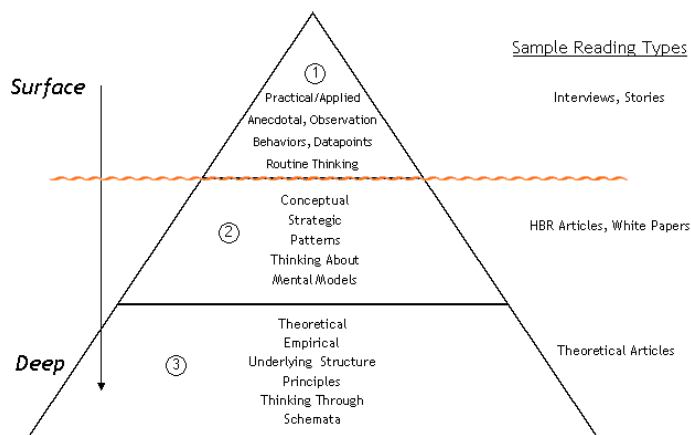 Sample Reading Types
Surface
1
Practical/Applied
Anecdotal, Observation
Behaviors, Datapoints
Routine Thinking
Interviews, Stories
2
Conceptual
Strategic
Patterns
Thinking About
Mental Models
HBR Articles, White Papers
Deep
3
Theoretical
Empirical
Underlying Structure
Principles
Thinking Through
Schemata
Theoretical Articles